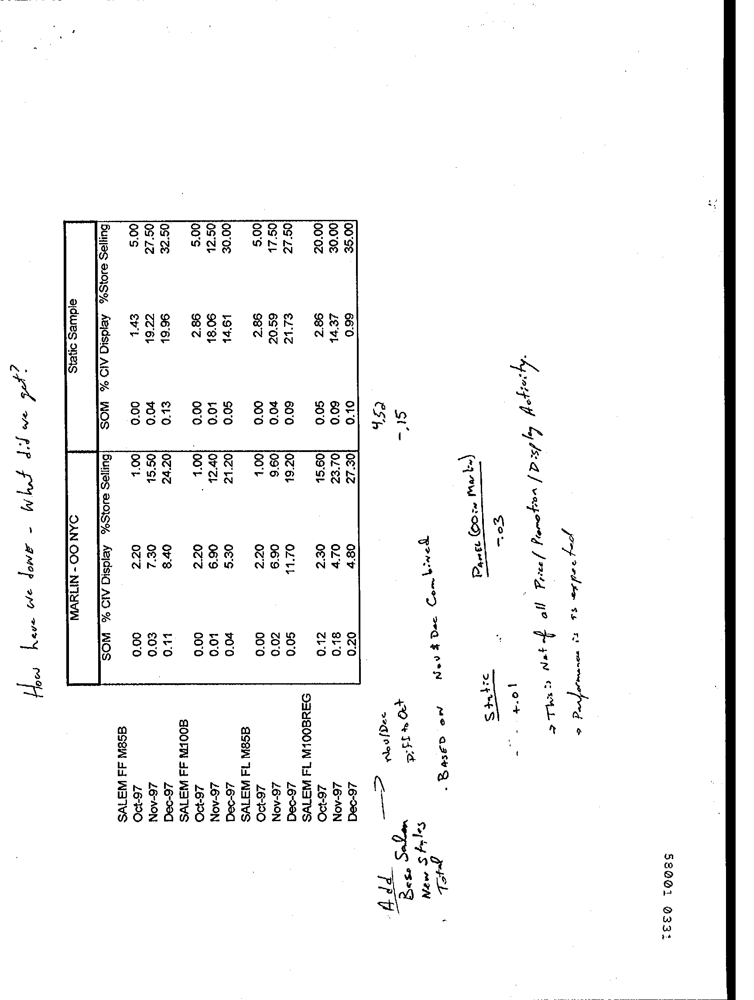 How have we done - What did we get?
MARLIN - OO NYC Static Sample
SOM % CIV Display %Store Selling SOM % CIV Display %Store Selling
SALEM FF M85B
Oct-97 0.00 2.20 1.00 0.00 1.43 5.00
Nov-97 0.03 7.30 15.50 0.04 19.22 27.50
Dec-97 0.11 8.40 24.20 0.13 19.96 32.50
SALEM FF M100B
Oct-97 0.00 2.20 1.00 0.00 2.86 5.00
Nov-97 0.01 6.90 12.40 0.01 18.06 12.50
Dec-97 0.04 5.30 21.20 0.05 14.61 30.00
SALEM FL M85B
Oct-97 0.00 2.20 1.00 0.00 2.86 5.00
Nov-97 0.02 6.90 9.60 0.04 20.59 17.50
Dec-97 0.05 11.70 19.20 0.09 21.73 27.50
SALEM FL M100BREG
Oct-97 0.12 2.30 15.60 0.05 2.86 20.00
Nov-97 0.18 4.70 23.70 0.09 14.37 30.00
Dec-97 0.20 4.80 27.30 0.10 0.99 35.00
Add
Base Salem Nov/Dec 4.52
New Styles Diff to Oct -.15
Total
. BASED ON Nov & Dec Combined
Static PANEL (OO in Marlin)
+.01 -.03
→ This is Net of all Price/Promotion/Display Activity.
→ Performance is as expected
58001 0331